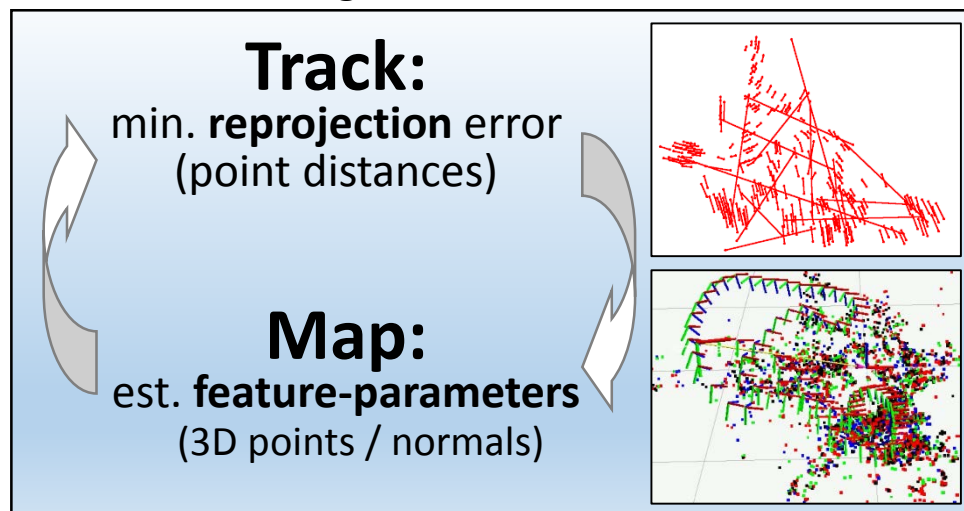 Track:
min. reprojection error
(point distances)
Map:
est. feature-parameters
(3D points / normals)